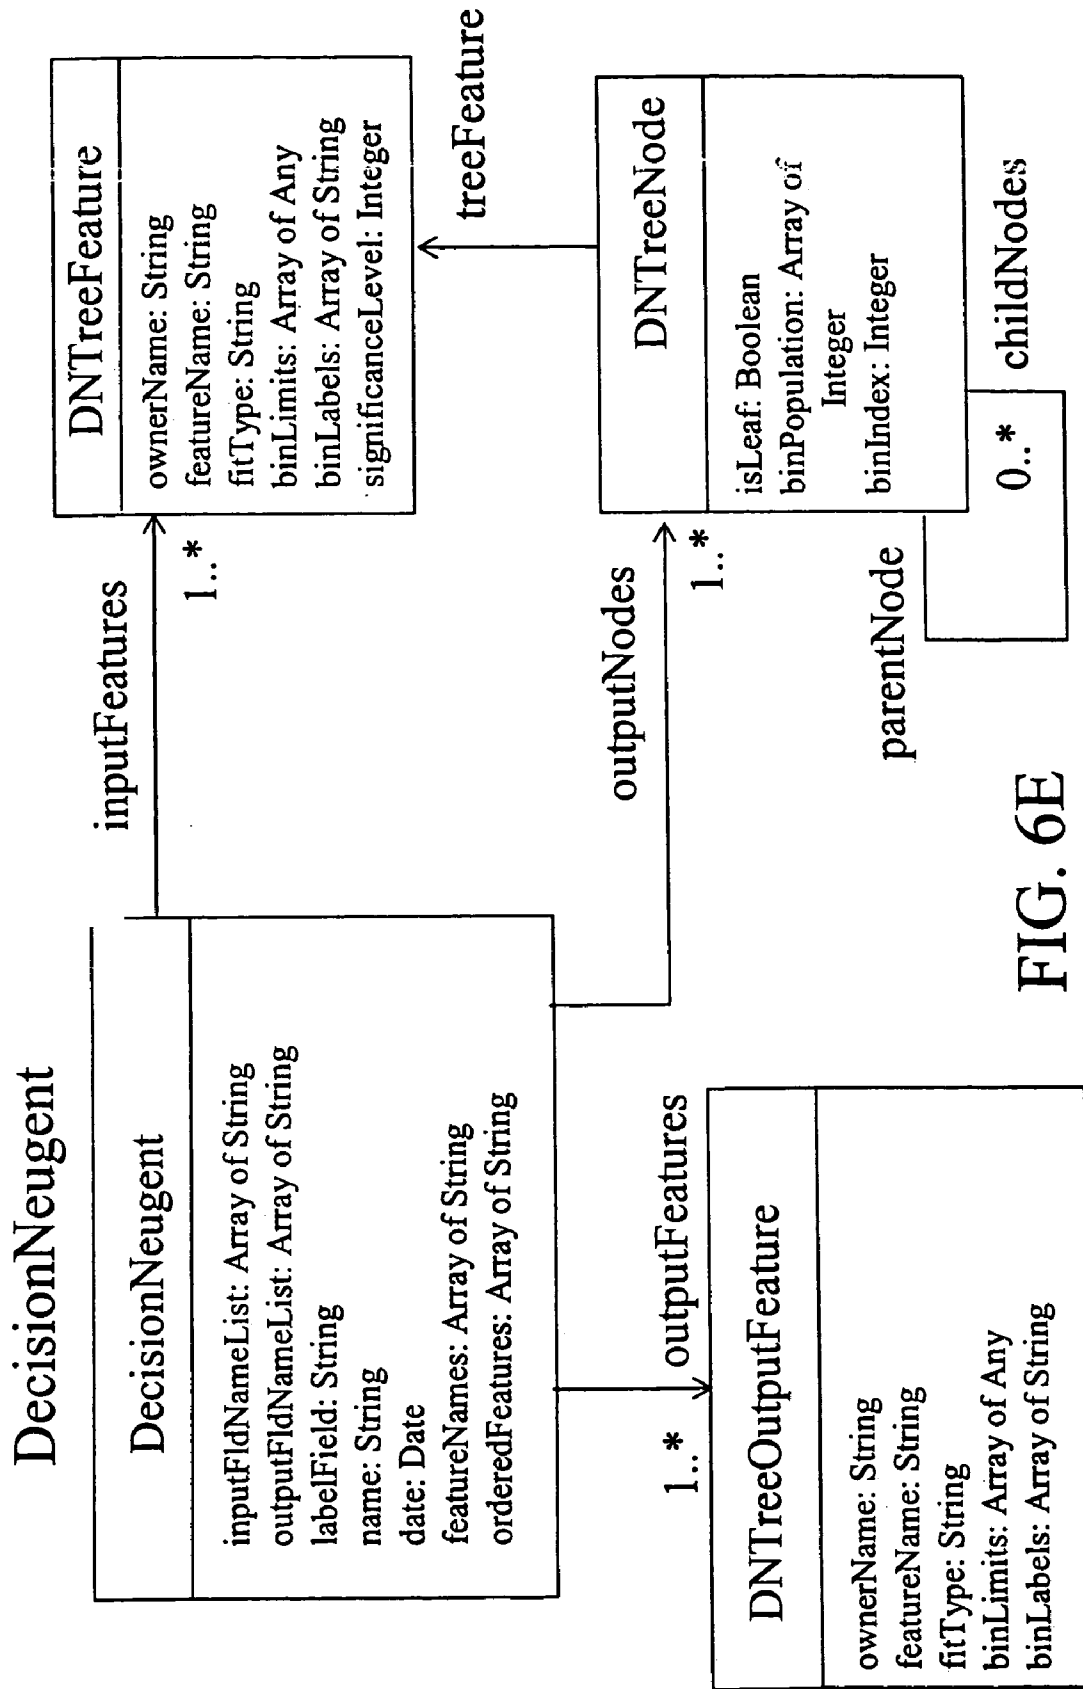 DecisionNeugent
DecisionNeugent
inputFldNameList: Array of String
outputFldNameList: Array of String
labelField: String
name: String
date: Date
featureNames: Array of String
orderedFeatures: Array of String
inputFeatures
1..*
DNTreeFeature
ownerName: String
featureName: String
fitType: String
binLimits: Array of Any
binLabels: Array of String
significanceLevel: Integer
treeFeature
outputNodes
1..*
DNTreeNode
isLeaf: Boolean
binPopulation: Array of
Integer
binIndex: Integer
parentNode
0..*
childNodes
1..*
outputFeatures
DNTreeOutputFeature
ownerName: String
featureName: String
fitType: String
binLimits: Array of Any
binLabels: Array of String
FIG. 6E